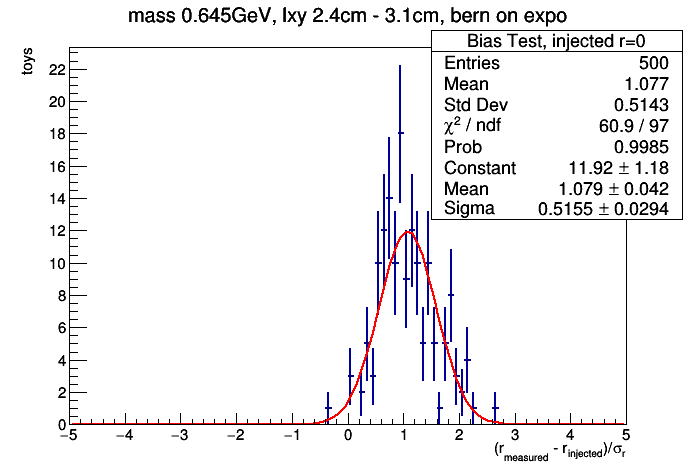 mass 0.645GeV, lxy 2.4cm - 3.1cm, bern on expo
Bias Test, injected r=0
Entries 500
Mean 1.077
Std Dev 0.5143
χ² / ndf 60.9 / 97
Prob 0.9985
Constant 11.92 ± 1.18
Mean 1.079 ± 0.042
Sigma 0.5155 ± 0.0294
toys
22
20
18
16
14
12
10
8
6
4
2
0
−5 −4 −3 −2 −1 0 1 2 3 4 5
(r_measured - r_injected)/σ_r